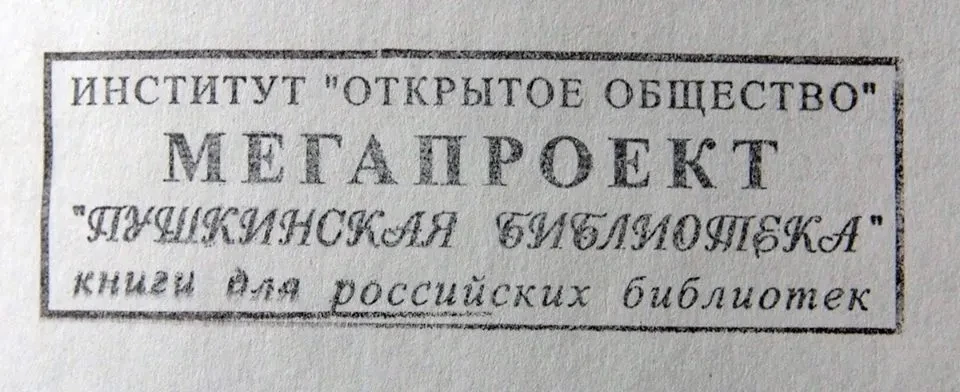 ИНСТИТУТ "ОТКРЫТОЕ ОБЩЕСТВО"
МЕГАПРОЕКТ
"ПУШКИНСКАЯ БИБЛИОТЕКА"
книги для российских библиотек